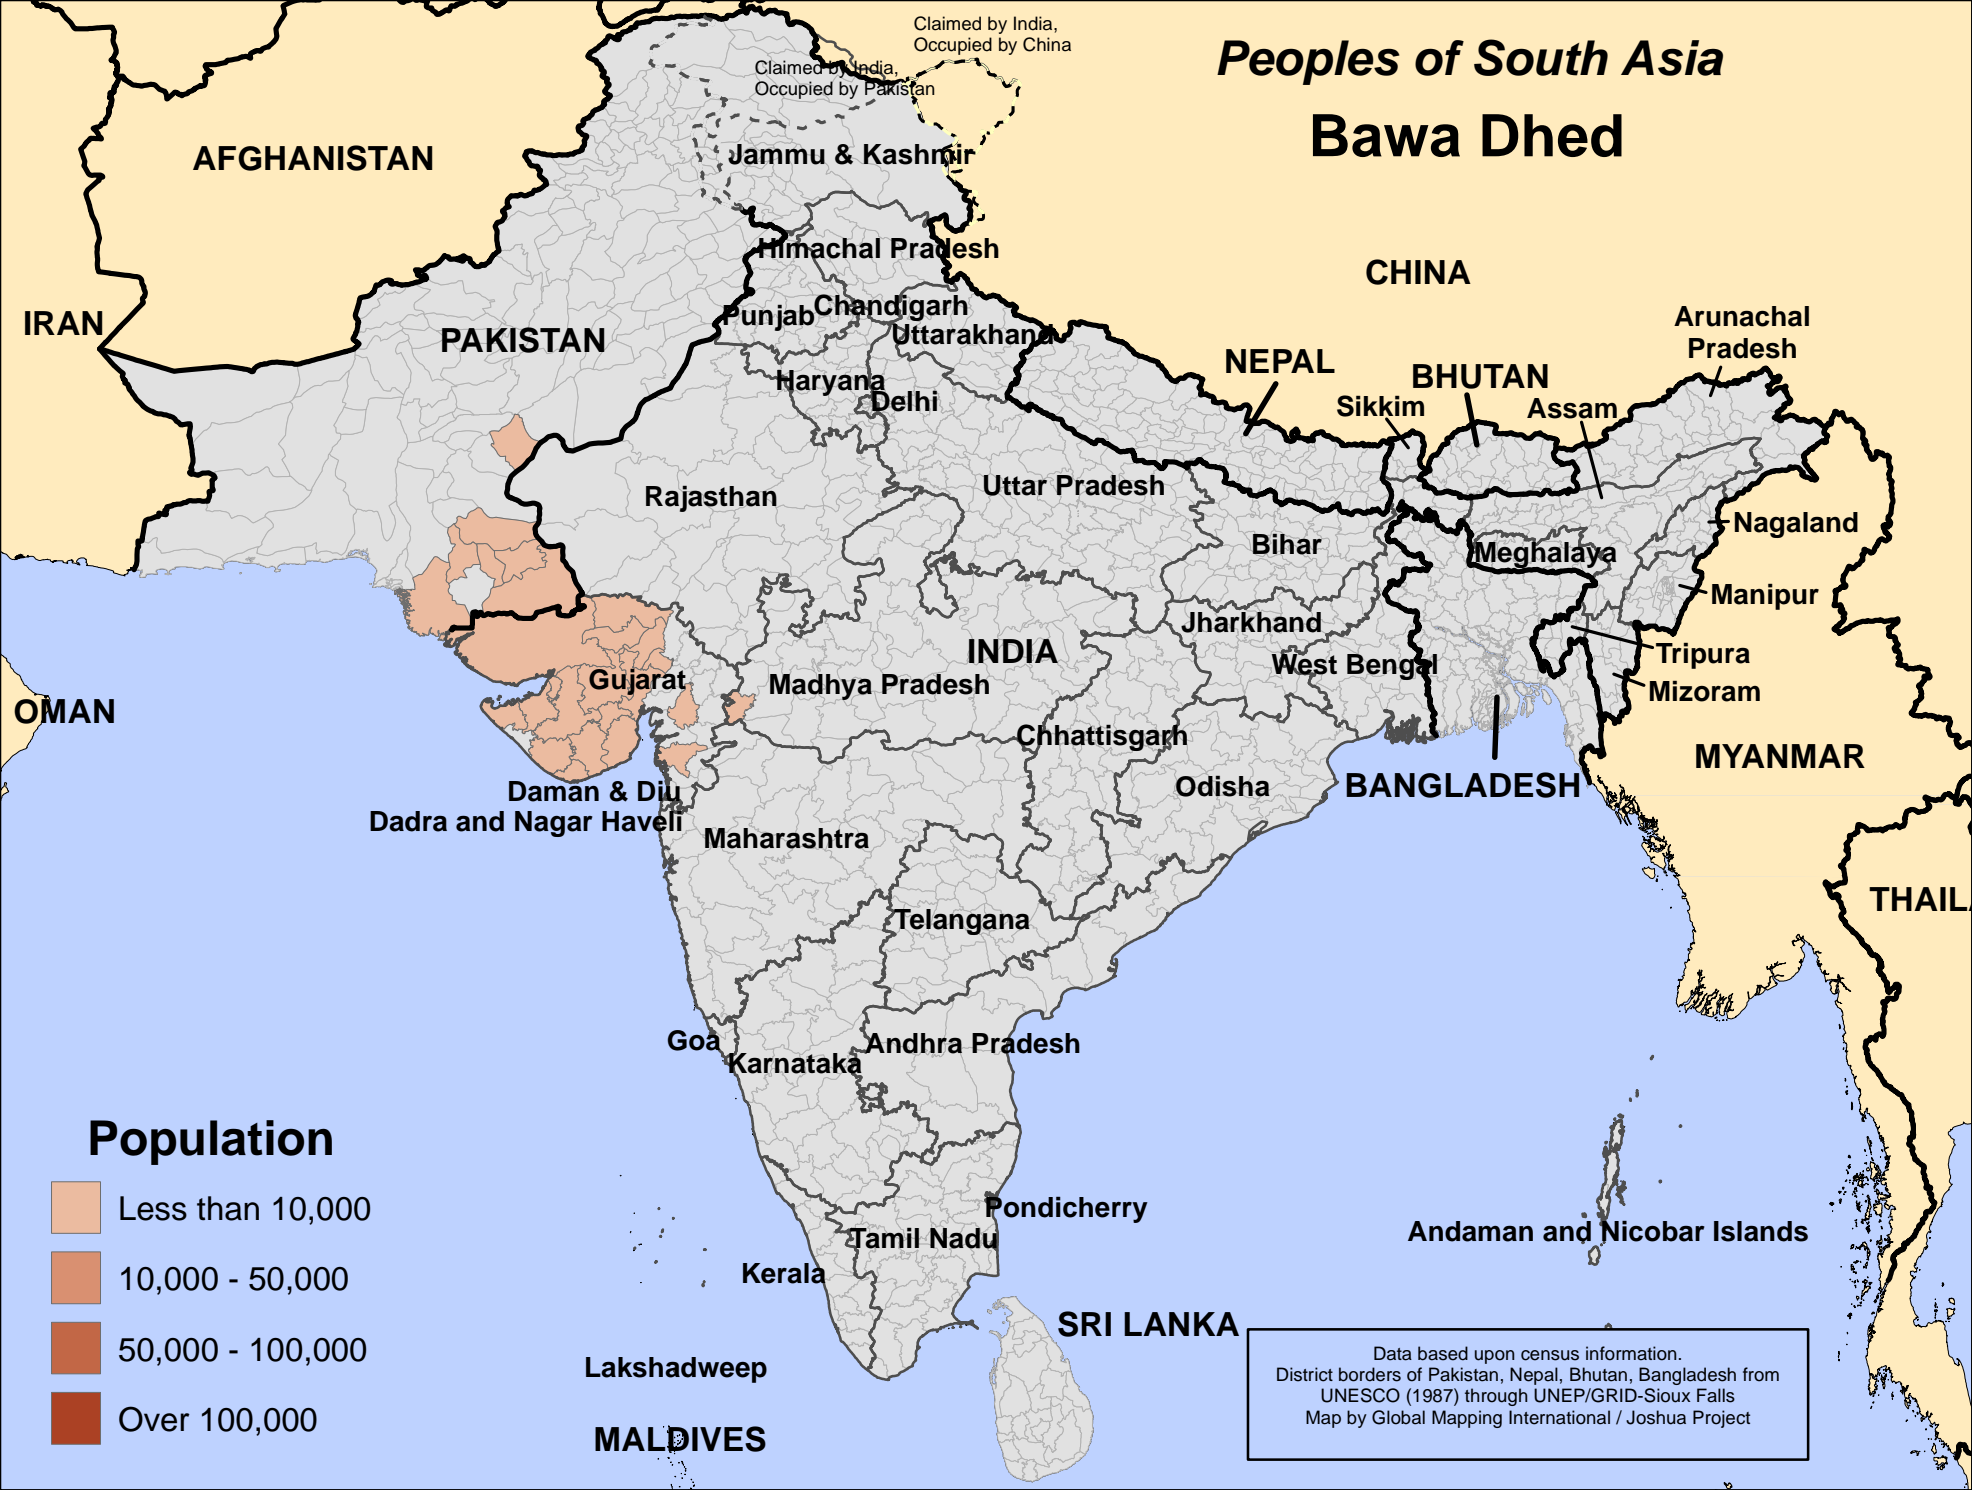 Claimed by India,
Occupied by China
Peoples of South Asia
Claimed by India,
Occupied by Pakistan
Bawa Dhed
AFGHANISTAN
Jammu & Kashmir
Himachal Pradesh
CHINA
IRAN
PAKISTAN
Punjab
Chandigarh
Uttarakhand
Arunachal
Pradesh
NEPAL
BHUTAN
Haryana
Delhi
Sikkim
Assam
Rajasthan
Uttar Pradesh
Nagaland
Bihar
Meghalaya
Manipur
Jharkhand
INDIA
Tripura
West Bengal
Gujarat
Madhya Pradesh
Mizoram
OMAN
Chhattisgarh
MYANMAR
Odisha
BANGLADESH
Daman & Diu
Dadra and Nagar Haveli
Maharashtra
THAIL
Telangana
Goa
Andhra Pradesh
Karnataka
Population
Less than 10,000
10,000 - 50,000
50,000 - 100,000
Over 100,000
Pondicherry
Tamil Nadu
Andaman and Nicobar Islands
Kerala
SRI LANKA
Lakshadweep
MALDIVES
Data based upon census information.
District borders of Pakistan, Nepal, Bhutan, Bangladesh from
UNESCO (1987) through UNEP/GRID-Sioux Falls
Map by Global Mapping International / Joshua Project